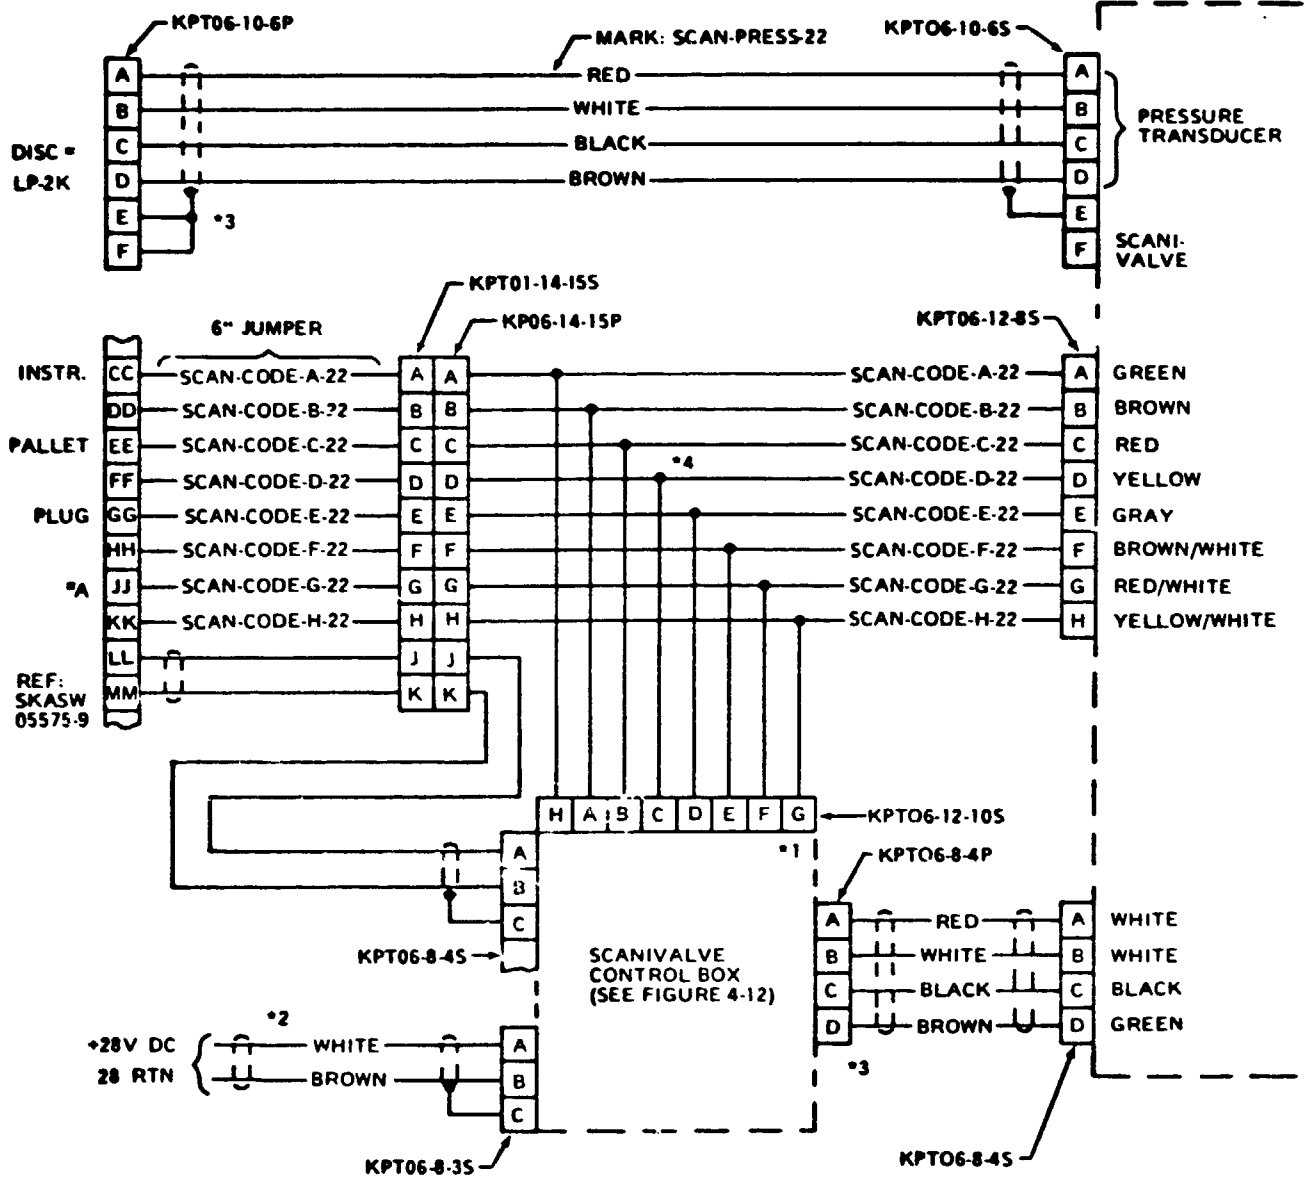 KPT06-10-6P
MARK: SCAN-PRESS-22
KPTO6-10-6S
A RED A
B WHITE B
C BLACK C
D BROWN D
E E
F F
DISC =
LP-2K
*3
PRESSURE
TRANSDUCER
SCANI-
VALVE
KPT01-14-15S
KP06-14-15P
KPT06-12-8S
6" JUMPER
INSTR.
PALLET
PLUG
*A
REF:
SKASW
05575-9
CC SCAN-CODE-A-22 A A SCAN-CODE-A-22 A GREEN
DD SCAN-CODE-B-22 B B SCAN-CODE-B-22 B BROWN
EE SCAN-CODE-C-22 C C SCAN-CODE-C-22 C RED
*4
FF SCAN-CODE-D-22 D D SCAN-CODE-D-22 D YELLOW
GG SCAN-CODE-E-22 E E SCAN-CODE-E-22 E GRAY
HH SCAN-CODE-F-22 F F SCAN-CODE-F-22 F BROWN/WHITE
JJ SCAN-CODE-G-22 G G SCAN-CODE-G-22 G RED/WHITE
KK SCAN-CODE-H-22 H H SCAN-CODE-H-22 H YELLOW/WHITE
LL J J
MM K K
H A B C D E F G
KPTO6-12-10S
*1
A
B
C
KPT06-8-4S
KPTO6-8-4P
SCANIVALVE
CONTROL BOX
(SEE FIGURE 4-12)
A RED A WHITE
B WHITE B WHITE
C BLACK C BLACK
D BROWN D GREEN
*3
KPTO6-8-4S
*2
+28V DC WHITE A
28 RTN BROWN B
C
KPT06-8-3S